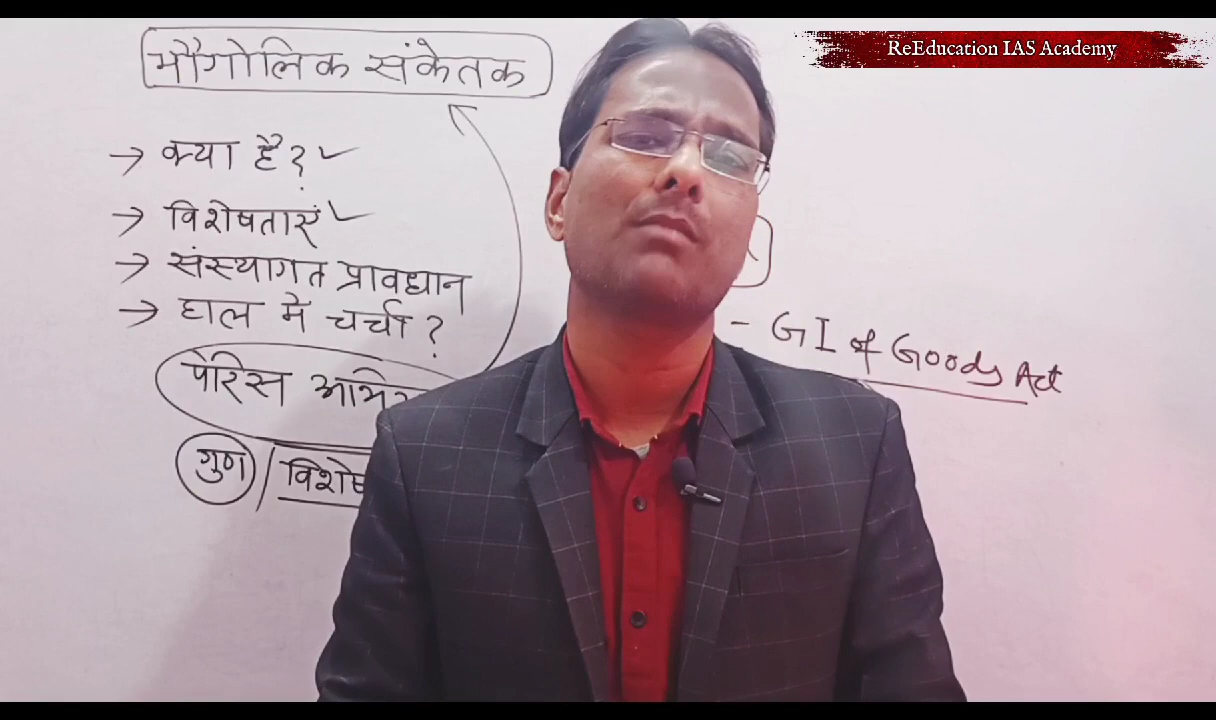 ReEducation IAS Academy
भौगोलिक संकेतक
→ क्या है? ✓
→ विशेषताएं ✓
→ संस्थागत प्रावधान
→ हाल में चर्चा?
पेरिस
- GI of Goods Act
गुण / विशेष